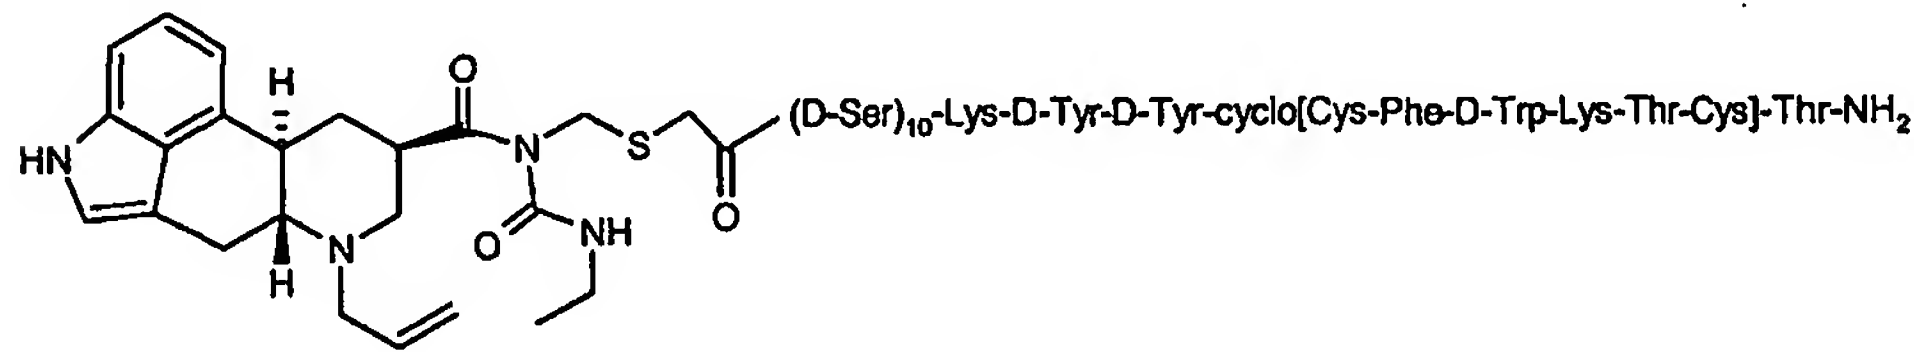 H
O
(D-Ser)₁₀-Lys-D-Tyr-D-Tyr-cyclo[Cys-Phe-D-Trp-Lys-Thr-Cys]-Thr-NH₂
HN
N
S
O
O
NH
N
H